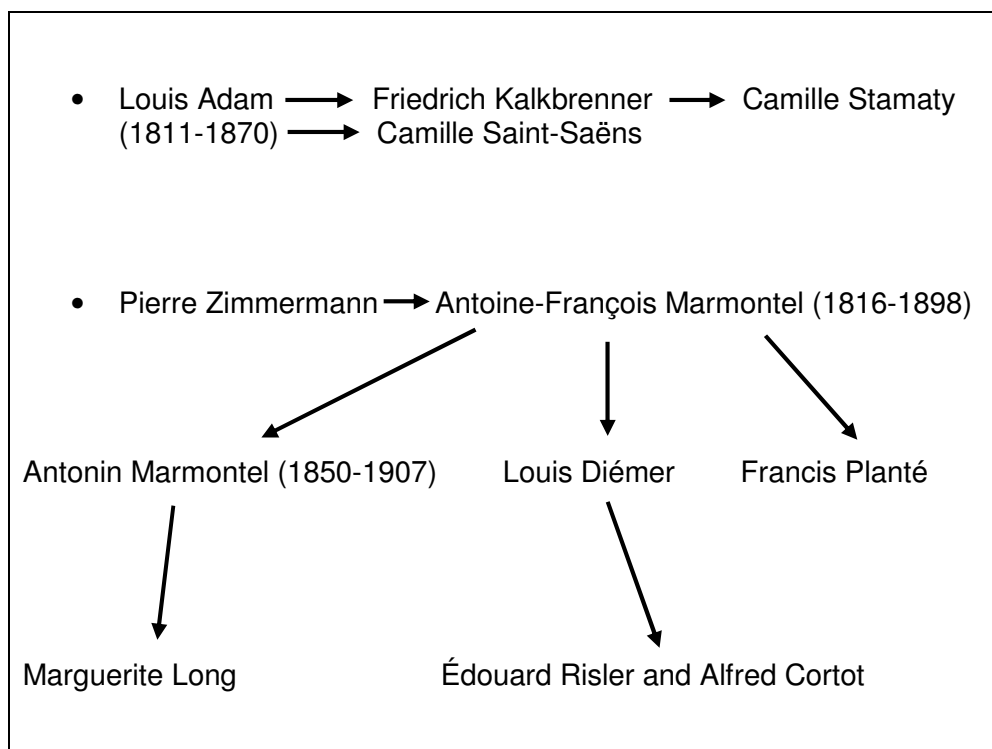 • Louis Adam → Friedrich Kalkbrenner → Camille Stamaty
(1811-1870) → Camille Saint-Saëns
• Pierre Zimmermann → Antoine-François Marmontel (1816-1898)
Antonin Marmontel (1850-1907) Louis Diémer Francis Planté
Marguerite Long Édouard Risler and Alfred Cortot